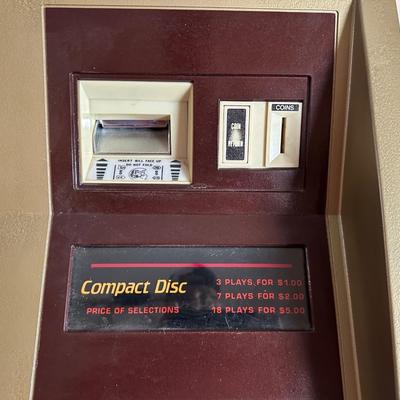 COINS
COIN
RETURN
INSERT BILL FACE UP
DO NOT FOLD
Compact Disc
3 PLAYS FOR $1.00
7 PLAYS FOR $2.00
PRICE OF SELECTIONS
18 PLAYS FOR $5.00